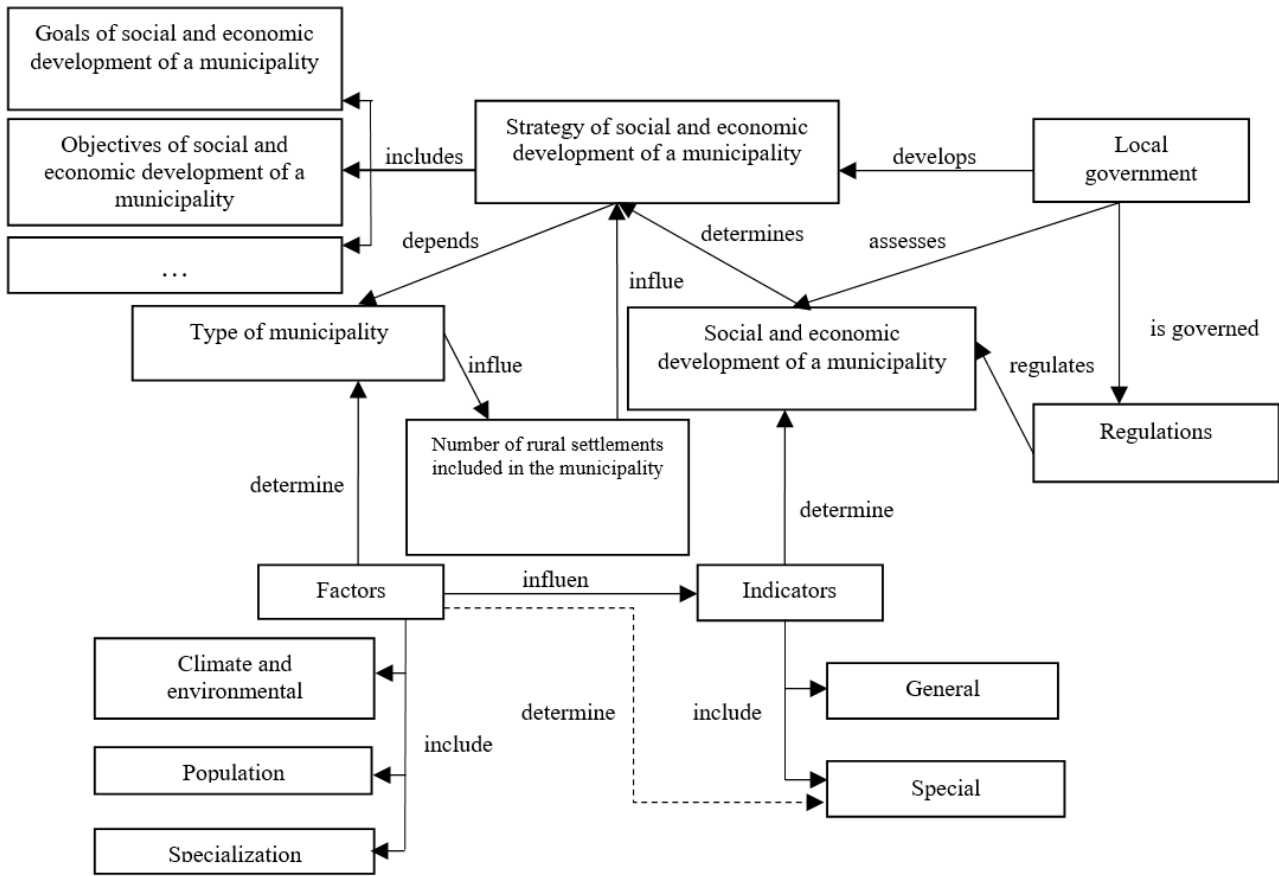 Goals of social and economic
development of a municipality
Objectives of social and
economic development of a
municipality
…
includes
Strategy of social and economic
development of a municipality
develops
Local
government
depends
determines
assesses
influe
is governed
Type of municipality
influe
Social and economic
development of a municipality
regulates
Regulations
Number of rural settlements
included in the municipality
determine
determine
Factors
influen
Indicators
Climate and
environmental
General
determine
include
include
Population
Special
Specialization